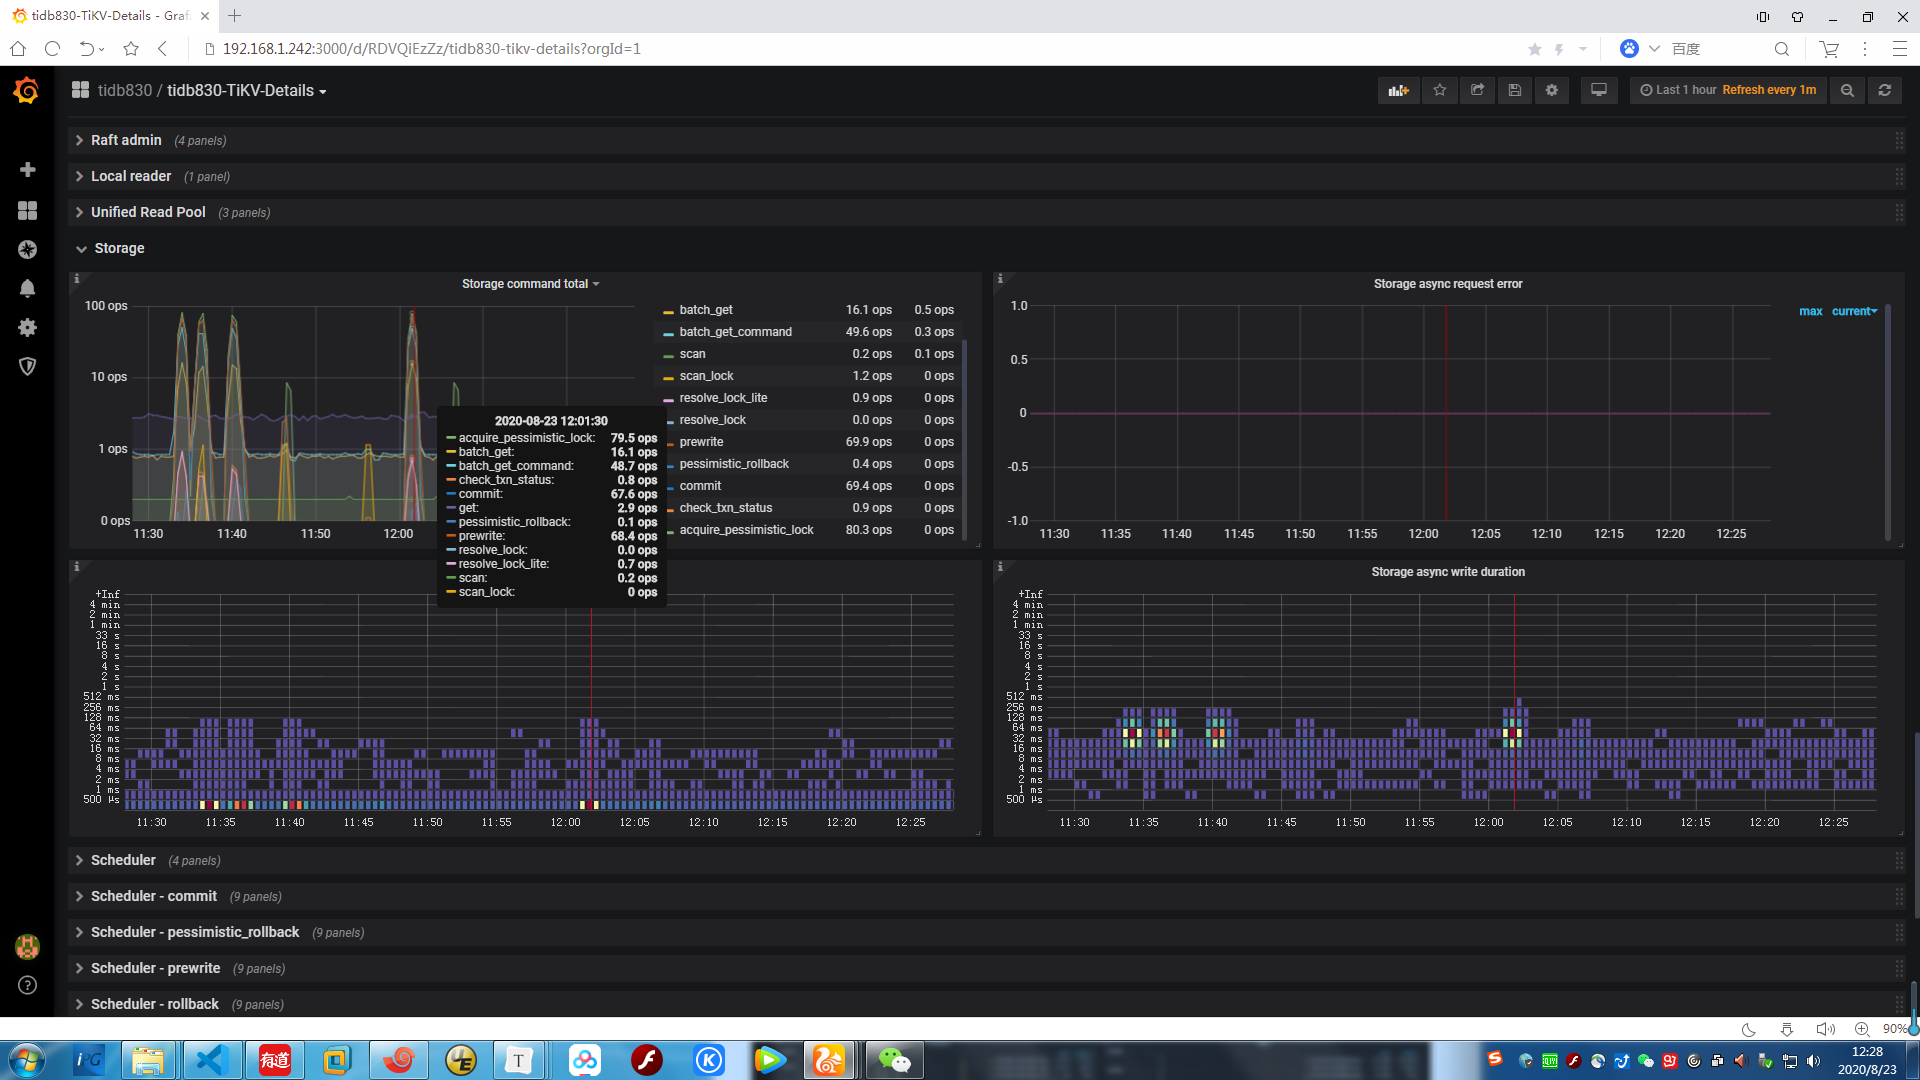 tidb830-TiKV-Details - Graf
192.168.1.242:3000/d/RDVQiEzZz/tidb830-tikv-details?orgId=1
百度
tidb830 / tidb830-TiKV-Details
Last 1 hour Refresh every 1m
Raft admin (4 panels)
Local reader (1 panel)
Unified Read Pool (3 panels)
Storage
Storage command total
100 ops
10 ops
1 ops
0 ops
11:30 11:40 11:50 12:00
batch_get 16.1 ops 0.5 ops
batch_get_command 49.6 ops 0.3 ops
scan 0.2 ops 0.1 ops
scan_lock 1.2 ops 0 ops
resolve_lock_lite 0.9 ops 0 ops
resolve_lock 0.0 ops 0 ops
prewrite 69.9 ops 0 ops
pessimistic_rollback 0.4 ops 0 ops
commit 69.4 ops 0 ops
check_txn_status 0.9 ops 0 ops
acquire_pessimistic_lock 80.3 ops 0 ops
2020-08-23 12:01:30
acquire_pessimistic_lock: 79.5 ops
batch_get: 16.1 ops
batch_get_command: 48.7 ops
check_txn_status: 0.8 ops
commit: 67.6 ops
get: 2.9 ops
pessimistic_rollback: 0.1 ops
prewrite: 68.4 ops
resolve_lock: 0.0 ops
resolve_lock_lite: 0.7 ops
scan: 0.2 ops
scan_lock: 0 ops
Storage async request error
max current
1.0
0.5
0
-0.5
-1.0
11:30 11:35 11:40 11:45 11:50 11:55 12:00 12:05 12:10 12:15 12:20 12:25
+Inf
4 min
2 min
1 min
33 s
16 s
8 s
4 s
2 s
1 s
512 ms
256 ms
128 ms
64 ms
32 ms
16 ms
8 ms
4 ms
2 ms
1 ms
500 µs
11:30 11:35 11:40 11:45 11:50 11:55 12:00 12:05 12:10 12:15 12:20 12:25
Storage async write duration
+Inf
4 min
2 min
1 min
33 s
16 s
8 s
4 s
2 s
1 s
512 ms
256 ms
128 ms
64 ms
32 ms
16 ms
8 ms
4 ms
2 ms
1 ms
500 µs
11:30 11:35 11:40 11:45 11:50 11:55 12:00 12:05 12:10 12:15 12:20 12:25
Scheduler (4 panels)
Scheduler - commit (9 panels)
Scheduler - pessimistic_rollback (9 panels)
Scheduler - prewrite (9 panels)
Scheduler - rollback (9 panels)
90%
有道
T
K
12:28
2020/8/23